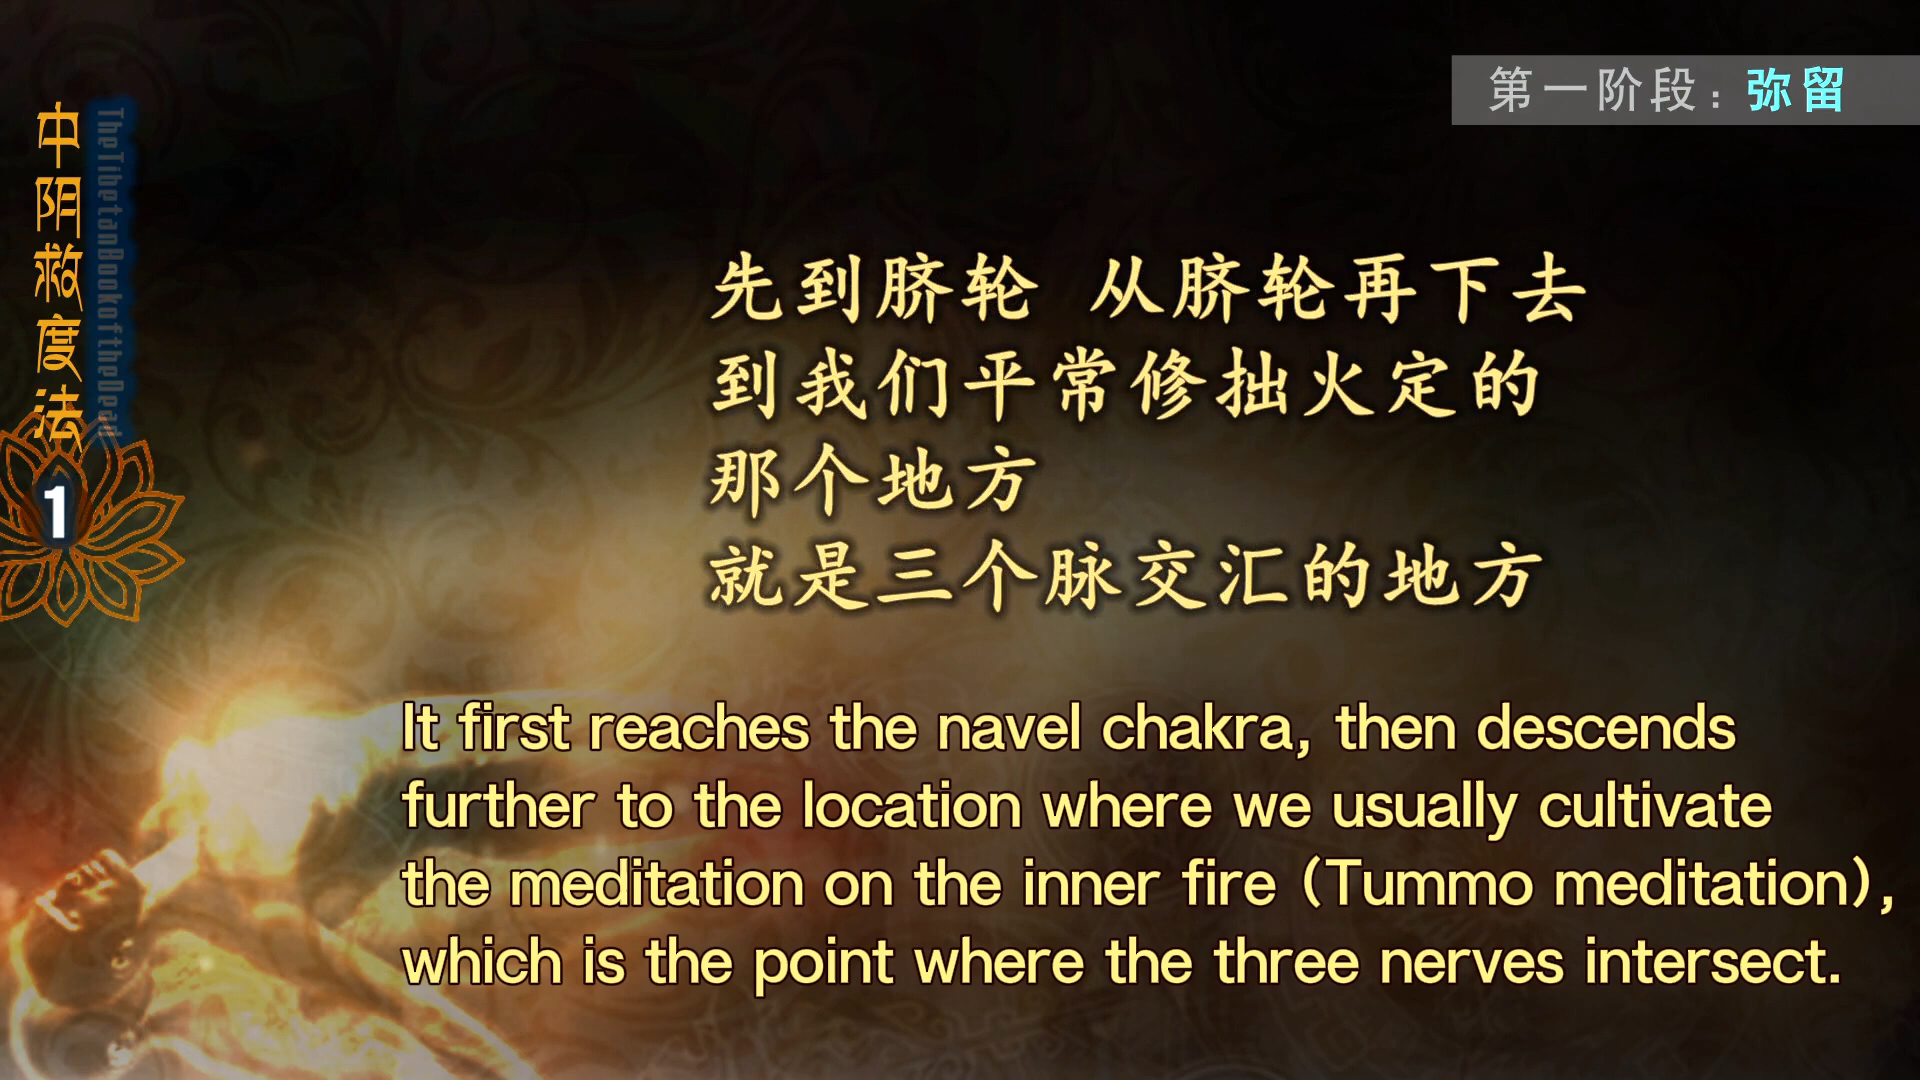 第一阶段：弥留
中阴救度法
TheTibetanBookoftheDead
1
先到脐轮 从脐轮再下去
到我们平常修拙火定的
那个地方
就是三个脉交汇的地方
It first reaches the navel chakra, then descends
further to the location where we usually cultivate
the meditation on the inner fire (Tummo meditation),
which is the point where the three nerves intersect.